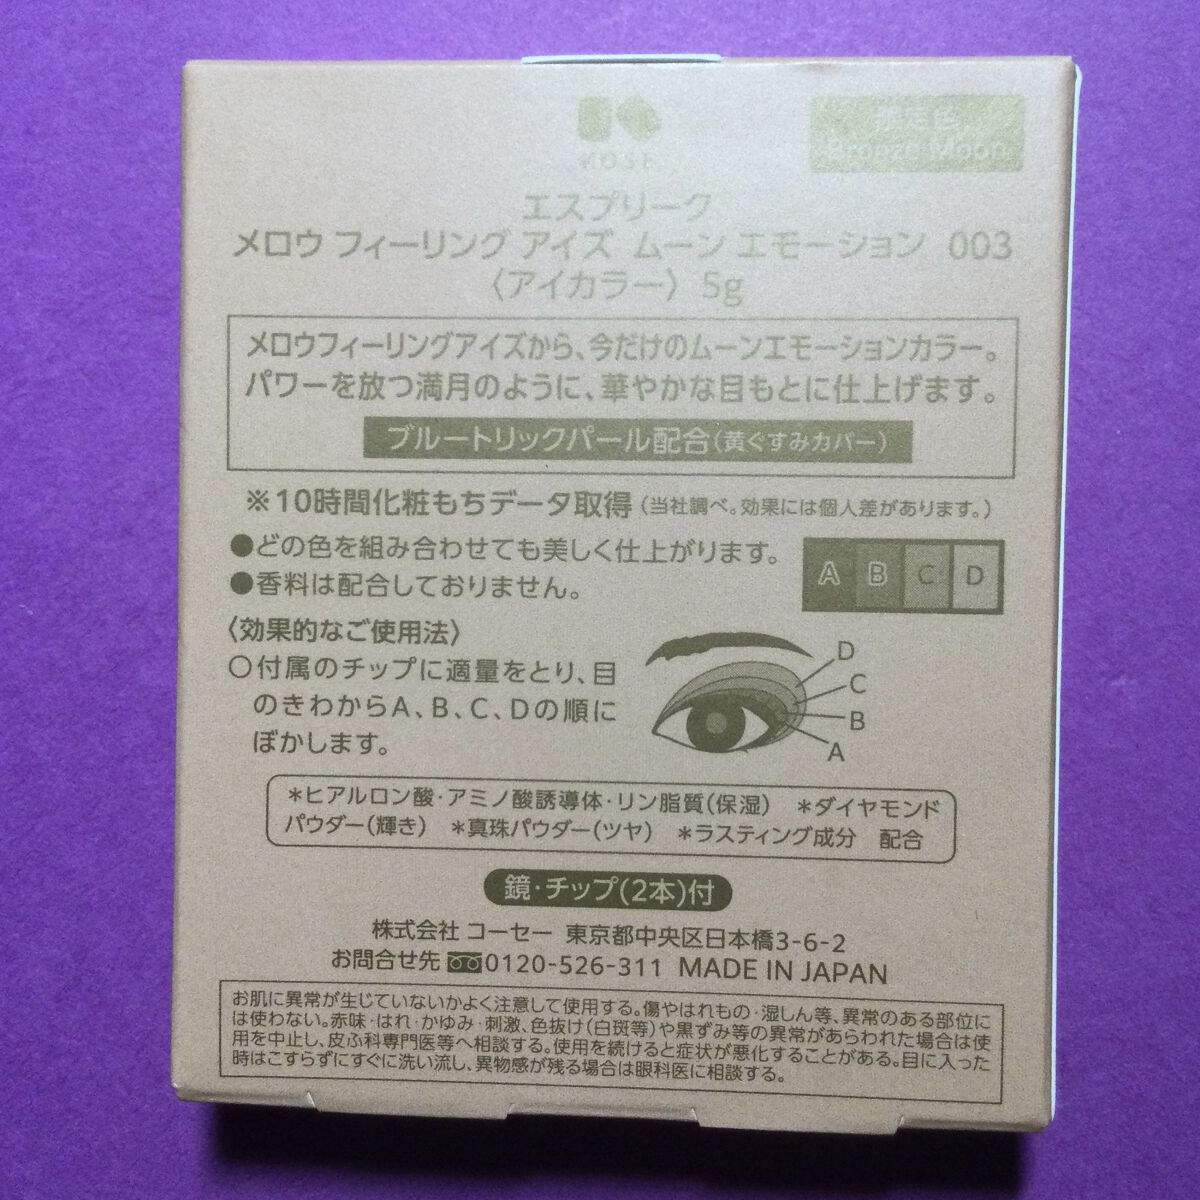 限定色
Bronze Moon
エスプリーク
メロウ フィーリング アイズ ムーン エモーション 003
〈アイカラー〉 5g
メロウフィーリングアイズから、今だけのムーンエモーションカラー。
パワーを放つ満月のように、華やかな目もとに仕上げます。
ブルートリックパール配合(黄ぐすみカバー)
※10時間化粧もちデータ取得(当社調べ。効果には個人差があります。)
●どの色を組み合わせても美しく仕上がります。
●香料は配合しておりません。
A B C D
〈効果的なご使用法〉
○付属のチップに適量をとり、目
のきわからA、B、C、Dの順に
ぼかします。
D
C
B
A
*ヒアルロン酸・アミノ酸誘導体・リン脂質(保湿) *ダイヤモンド
パウダー(輝き) *真珠パウダー(ツヤ) *ラスティング成分 配合
鏡・チップ(2本)付
株式会社 コーセー 東京都中央区日本橋3-6-2
お問合せ先 0120-526-311 MADE IN JAPAN
お肌に異常が生じていないかよく注意して使用する。傷やはれもの・湿しん等、異常のある部位に
は使わない。赤味・はれ・かゆみ・刺激、色抜け(白斑等)や黒ずみ等の異常があらわれた場合は使
用を中止し、皮ふ科専門医等へ相談する。使用を続けると症状が悪化することがある。目に入った
時はこすらずにすぐに洗い流し、異物感が残る場合は眼科医に相談する。